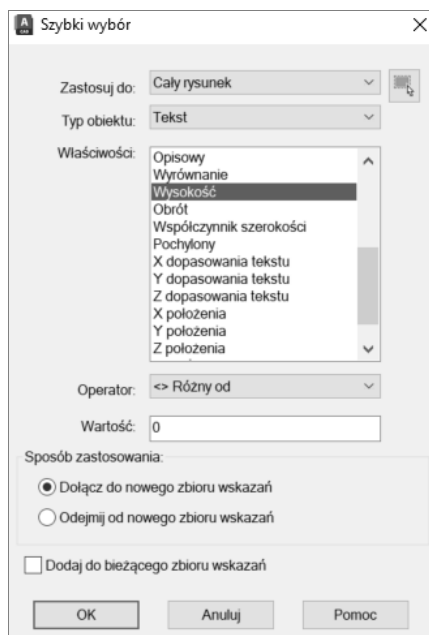 A
CAD
Szybki wybór
Zastosuj do: Cały rysunek
Typ obiektu: Tekst
Właściwości:
Opisowy
Wyrównanie
Wysokość
Obrót
Współczynnik szerokości
Pochylony
X dopasowania tekstu
Y dopasowania tekstu
Z dopasowania tekstu
X położenia
Y położenia
Z położenia
Operator: <> Różny od
Wartość: 0
Sposób zastosowania:
Dołącz do nowego zbioru wskazań
Odejmij od nowego zbioru wskazań
Dodaj do bieżącego zbioru wskazań
OK Anuluj Pomoc